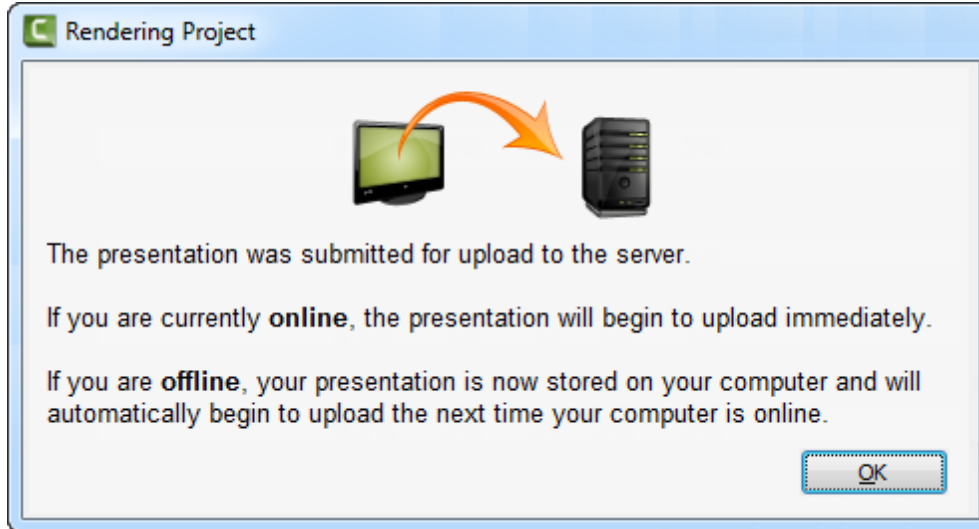 Rendering Project
The presentation was submitted for upload to the server.
If you are currently online, the presentation will begin to upload immediately.
If you are offline, your presentation is now stored on your computer and will
automatically begin to upload the next time your computer is online.
OK